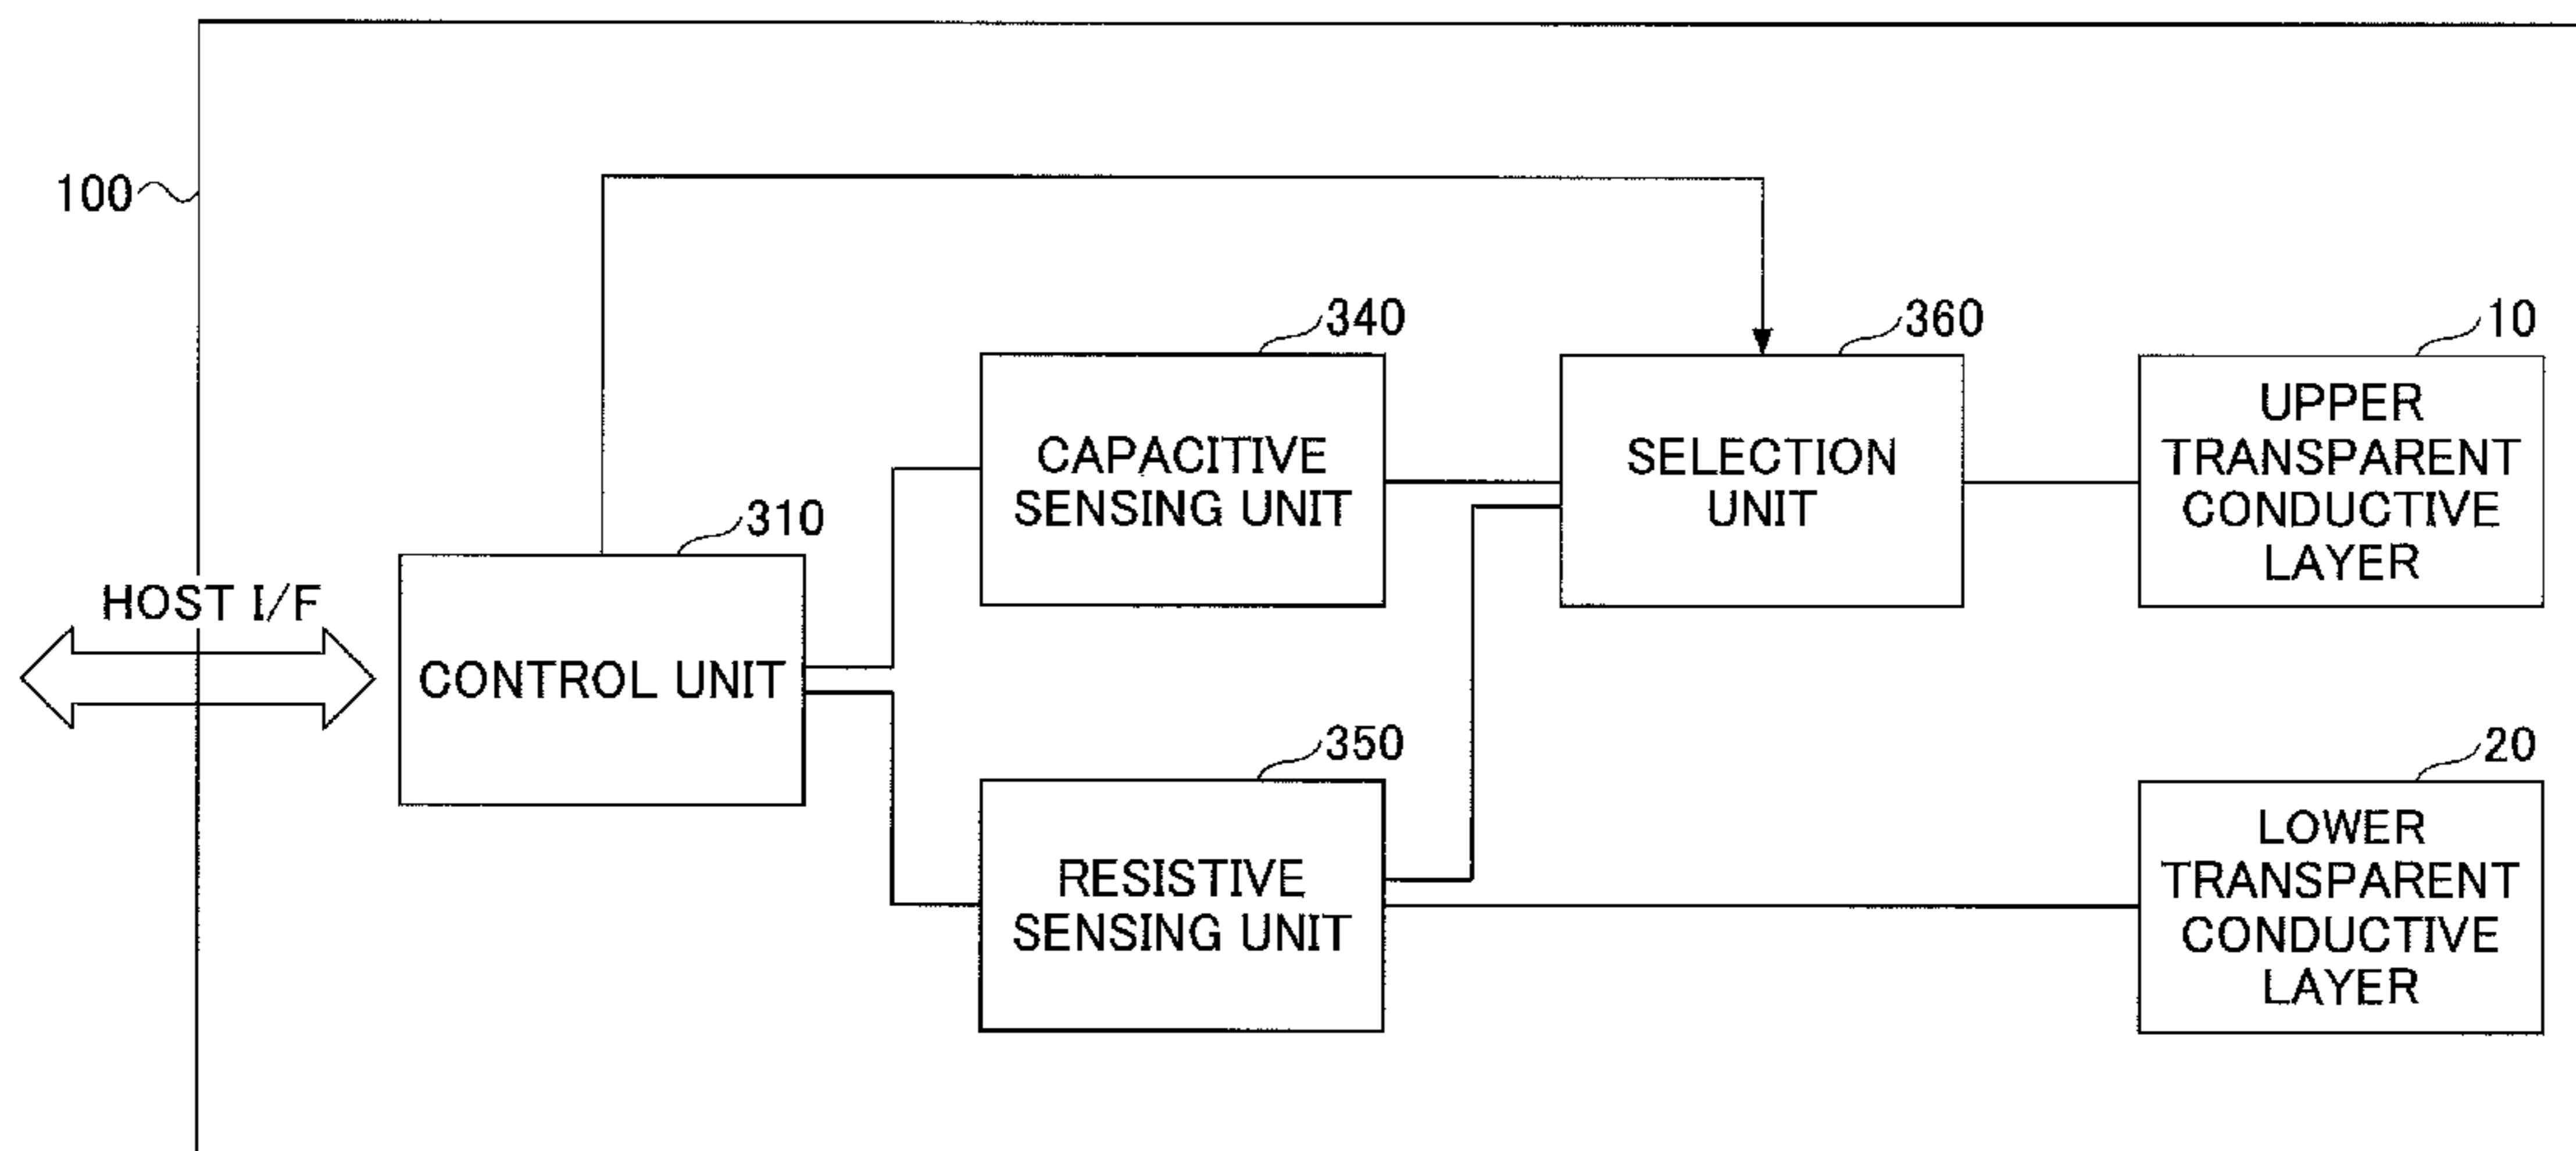 100
340
360
10
CAPACITIVE
SENSING UNIT
SELECTION
UNIT
UPPER
TRANSPARENT
CONDUCTIVE
LAYER
310
HOST I/F
CONTROL UNIT
350
20
RESISTIVE
SENSING UNIT
LOWER
TRANSPARENT
CONDUCTIVE
LAYER